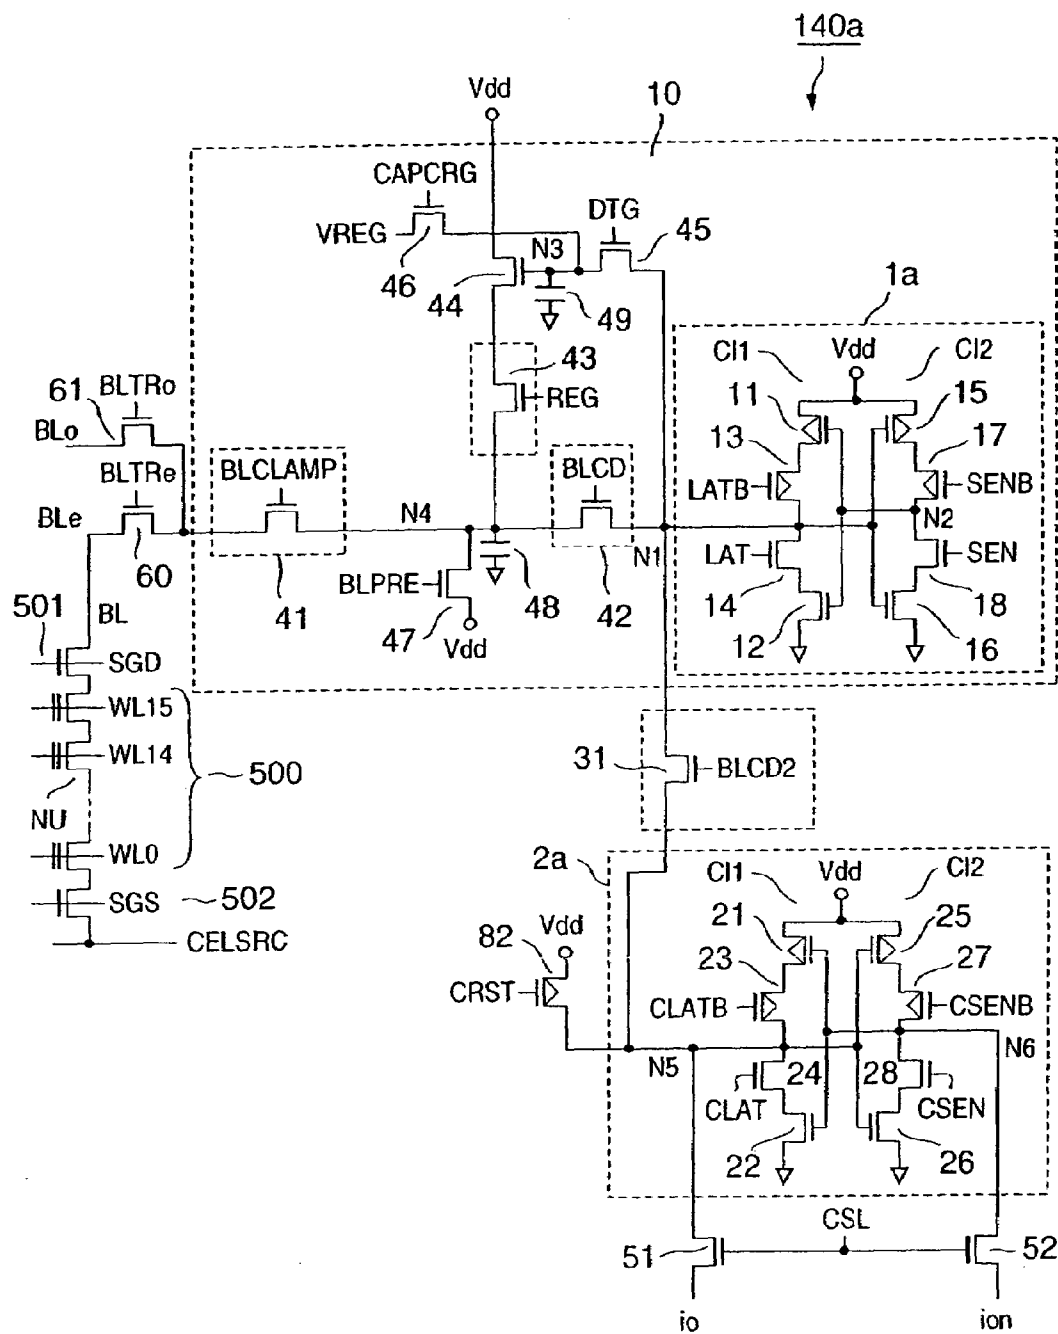 140a
Vdd
10
CAPCRG
DTG
VREG
N3
45
46
44
49
1a
43
REG
CI1
Vdd
CI2
11
15
13
17
61
BLTRo
BLo
BLTRe
BLe
60
BLCLAMP
41
N4
BLCD
42
N1
LATB
SENB
N2
LAT
SEN
14
18
12
16
BLPRE
47
Vdd
48
BL
501
SGD
WL15
WL14
500
NU
WL0
SGS
502
CELSRC
31
BLCD2
2a
CI1
Vdd
CI2
21
25
23
27
82
Vdd
CRST
CLATB
CSENB
N5
N6
24
28
CLAT
CSEN
22
26
CSL
51
52
io
ion